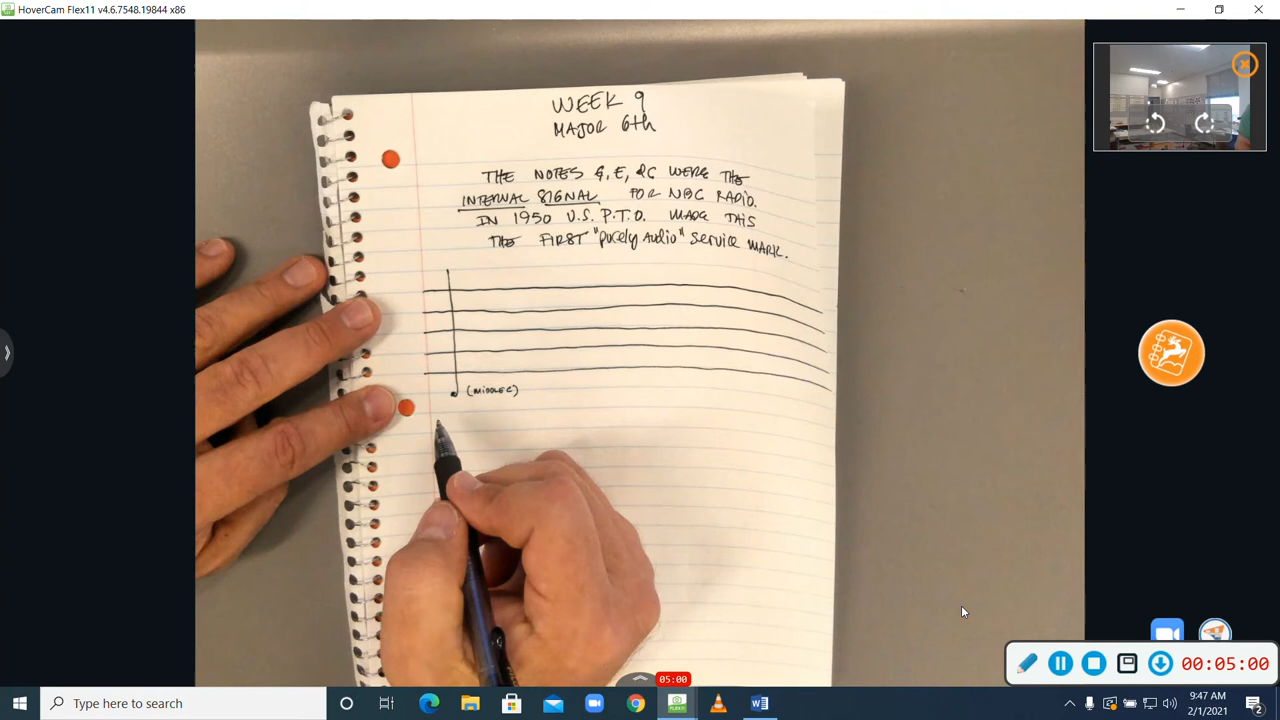 HoverCam Flex11 v4.6.7548.19844 x86
WEEK 9
MAJOR 6th
THE NOTES G, E, & C WERE THE
INTERNAL SIGNAL FOR NBC RADIO.
IN 1950 U.S. P.T.O. MADE THIS
THE FIRST "purely Audio" service MARK.
(MIDDLE C)
00:05:00
05:00
Type here to search
FLEX11
9:47 AM
2/1/2021
2